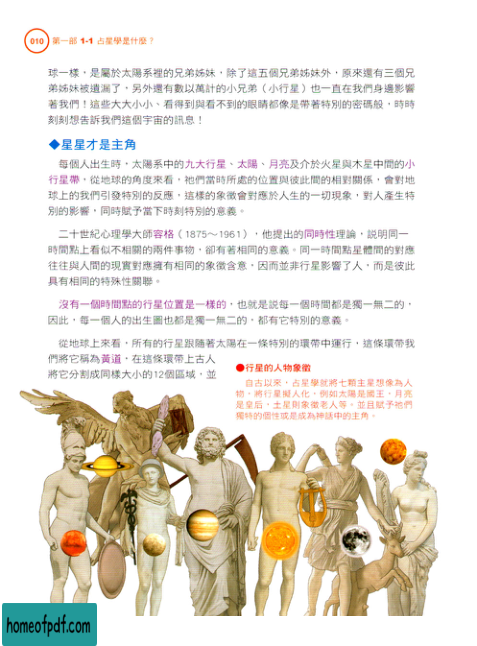 010 第一部 1-1 占星學是什麼？
球一樣，是屬於太陽系裡的兄弟姊妹，除了這五個兄弟姊妹外，原來還有三個兄
弟姊妹被遺漏了，另外還有數以萬計的小兄弟（小行星）也一直在我們身邊影響
著我們！這些大大小小、看得到與看不到的眼睛都像是帶著特別的密碼般，時時
刻刻想告訴我們這個宇宙的訊息！
◆星星才是主角
每個人出生時，太陽系中的九大行星、太陽、月亮及介於火星與木星中間的小
行星帶，從地球的角度來看，祂們當時所處的位置與彼此間的相對關係，會對地
球上的我們引發特別的反應，這樣的象徵會對應於人生的一切現象，對人產生特
別的影響，同時賦予當下時刻特別的意義。
二十世紀心理學大師容格（1875～1961），他提出的同時性理論，說明同一
時間點上看似不相關的兩件事物，卻有著相同的意義。同一時間點星體間的對應
往往與人間的現實對應擁有相同的象徵含意，因而並非行星影響了人，而是彼此
具有相同的特殊性關聯。
沒有一個時間點的行星位置是一樣的，也就是說每一個時間都是獨一無二的，
因此，每一個人的出生圖也都是獨一無二的，都有它特別的意義。
從地球上來看，所有的行星跟隨著太陽在一條特別的環帶中運行，這條環帶我
們將它稱為黃道，在這條環帶上古人
將它分割成同樣大小的12個區域，並
●行星的人物象徵
自古以來，占星學就將七顆主星想像為人
物，將行星擬人化，例如太陽是國王，月亮
是皇后，土星則象徵老人等，並且賦予祂們
獨特的個性或是成為神話中的主角。
homeofpdf.com